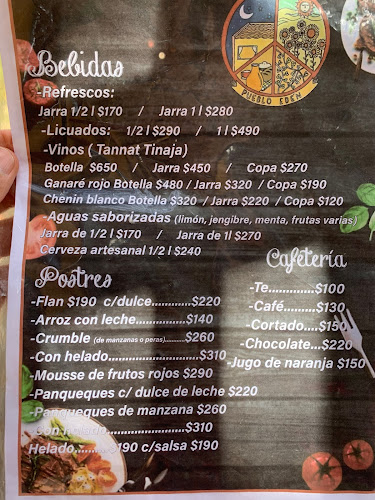 PUEBLO EDEN
Bebidas
-Refrescos:
Jarra 1/2 l $170 / Jarra 1 l $280
-Licuados: 1/2 l $290 / 1 l $490
-Vinos ( Tannat Tinaja)
Botella $650 / Jarra $450 / Copa $270
Ganaré rojo Botella $480 / Jarra $320 / Copa $190
Chenin blanco Botella $320 / Jarra $220 / Copa $120
-Aguas saborizadas (limón, jengibre, menta, frutas varias)
Jarra de 1/2 l $170 / Jarra de 1l $270
Cerveza artesanal 1/2 l $240
Postres
-Flan $190 c/dulce.............$220
-Arroz con leche................$140
-Crumble (de manzanas o peras).........$260
-Con helado.......................$310
-Mousse de frutos rojos $290
-Panqueques c/ dulce de leche $220
-Panqueques de manzana $260
-Con helado.....................$310
Helado......... $190 c/salsa $190
Cafetería
-Te...............$100
-Café..........$130
-Cortado....$150
-Chocolate...$220
-Jugo de naranja $150